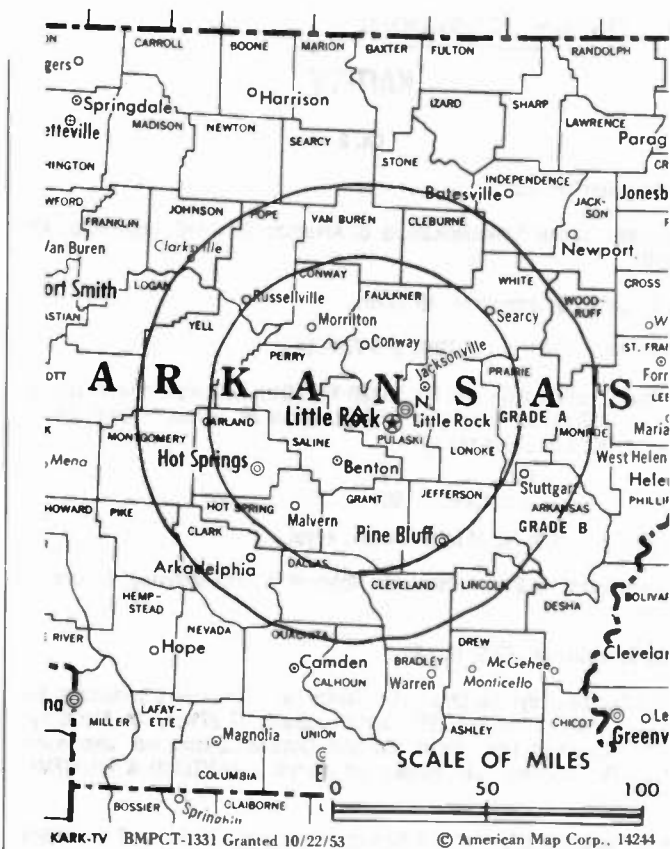 CARROLL BOONE MARION BAXTER FULTON RANDOLPH
gers
Springdale Harrison IZARD SHARP
LAWRENCE
etteville MADISON NEWTON SEARCY Parag
STONE
HINGTON INDEPENDENCE
Batesville Jonesb
JACK-
SON
FRANKLIN JOHNSON POPE VAN BUREN CLEBURNE
Van Buren Clarksville Newport
CONWAY WHITE
ort Smith LOGAN FAULKNER WOOD
RUFF CROSS
Russellville Searcy
YELL Morrilton
PERRY Conway ST. FRAN
Jacksonville PRAIRIE Forr
ARKANSAS
LEE
N
GARLAND Little Rock Little Rock GRADE A
PULASKI Maria
MONTGOMERY SALINE LONOKE MONROE
Mena Hot Springs Benton West Helen
Stuttgart Hele
HOWARD PIKE HOT SPRING GRANT JEFFERSON ARKANSAS PHILLIP
Malvern GRADE B
CLARK Pine Bluff
Arkadelphia DALLAS
CLEVELAND LINCOLN
HEMP-
STEAD DESHA BOLIVAR
NEVADA OUACHITA DREW
E RIVER Hope Camden BRADLEY McGehee Clevelan
CALHOUN Warren Monticello
na
MILLER LAFAY-
ETTE Magnolia UNION ASHLEY CHICOT Le
Greenv
COLUMBIA SCALE OF MILES
BOSSIER CLAIBORNE L 0 50 100
KARK-TV BMPCT-1331 Granted 10/22/53 © American Map Corp., 14244